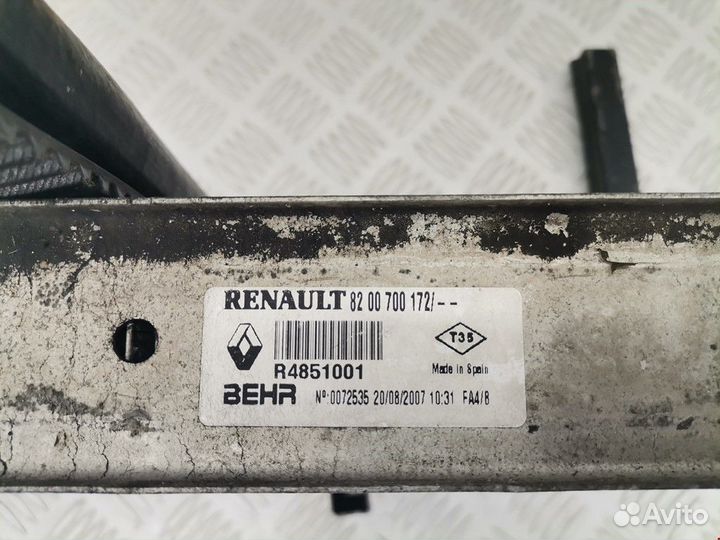 RENAULT 82 00 700 172/--
T35
R4851001
Made in Spain
BEHR Nº:0072535 20/08/2007 10:31 FA4/8
Avito